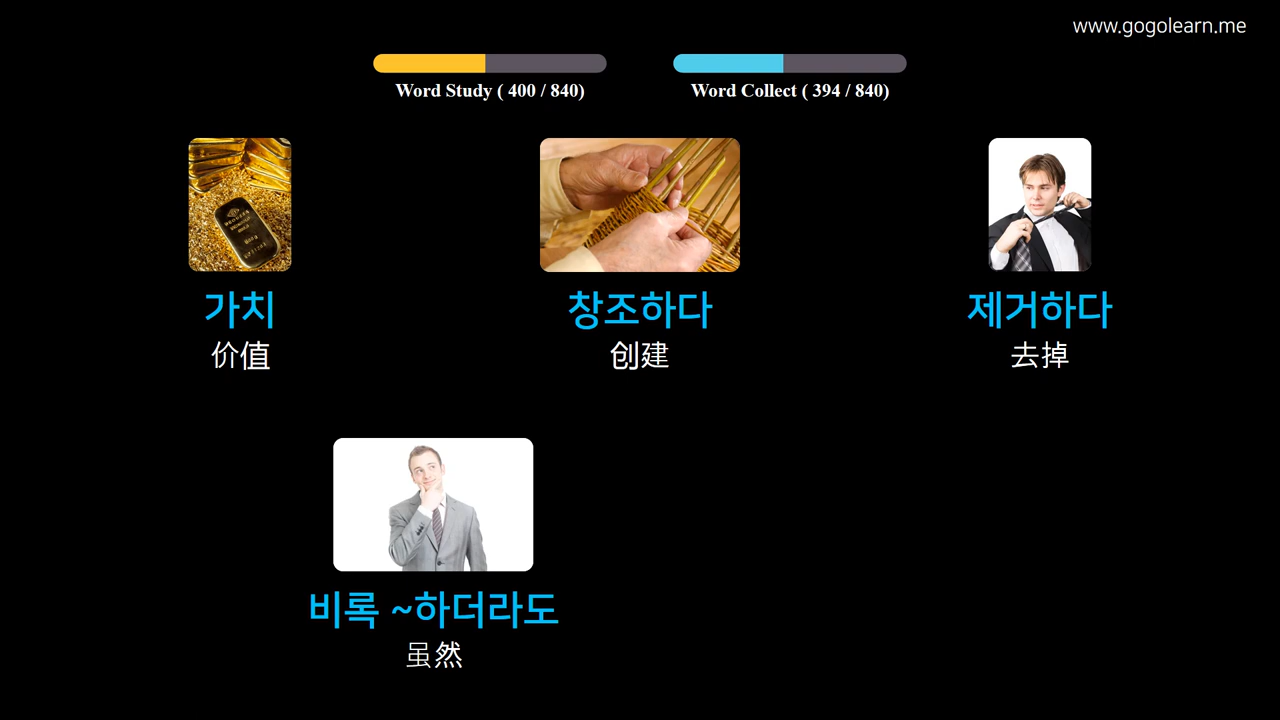 www.gogolearn.me
Word Study ( 400 / 840)
Word Collect ( 394 / 840)
가치
创建
价值
창조하다
제거하다
去掉
비록 ~하더라도
虽然